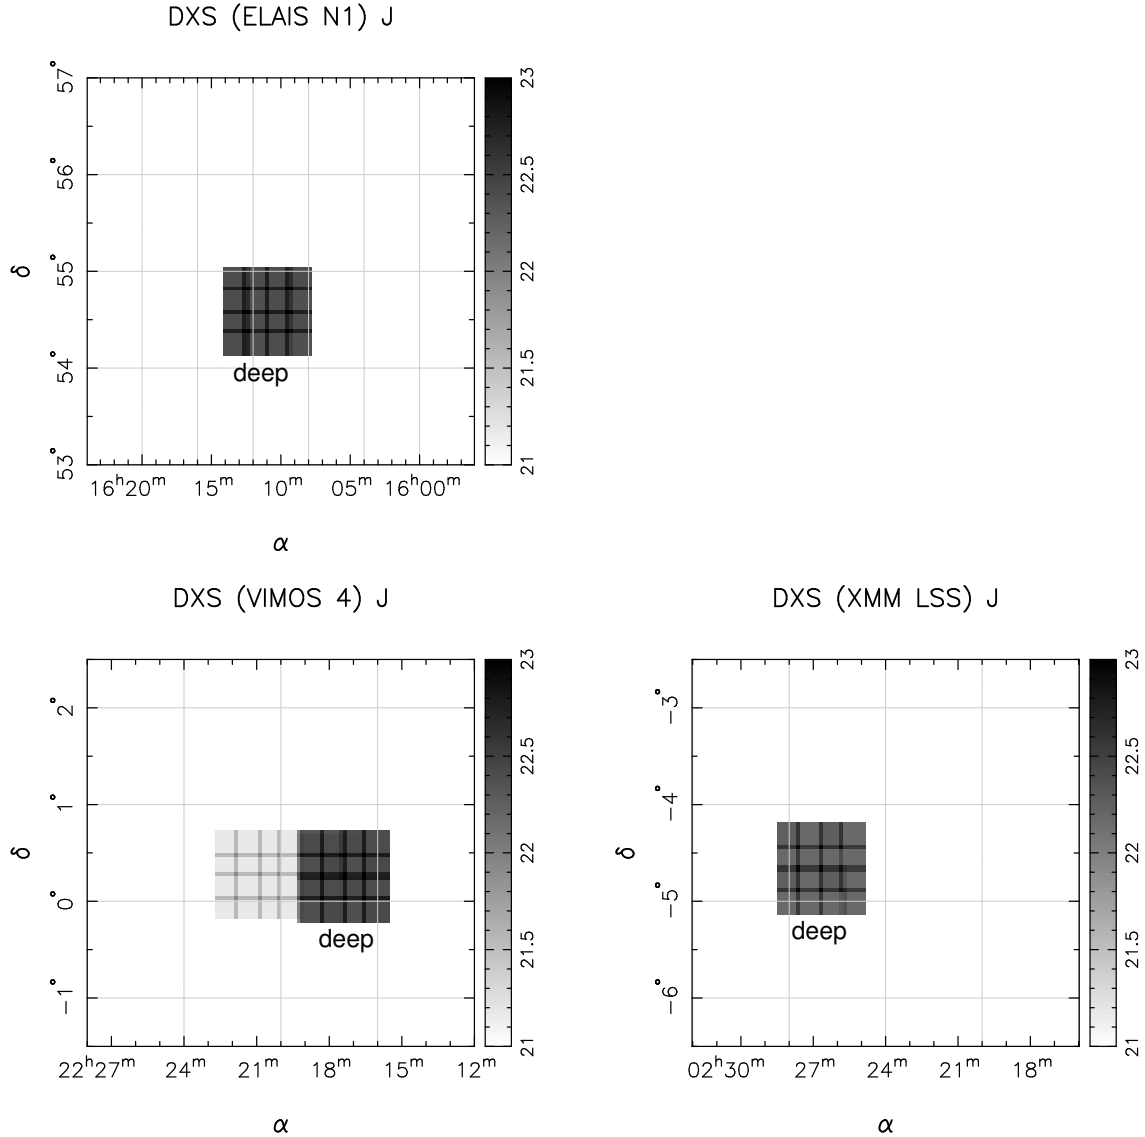 DXS (ELAIS N1) J
57°
56°
55°
54°
53°
δ
deep
16ʰ20ᵐ 15ᵐ 10ᵐ 05ᵐ 16ʰ00ᵐ
α
23
22.5
22
21.5
21
DXS (VIMOS 4) J
2°
1°
0°
−1°
δ
deep
22ʰ27ᵐ 24ᵐ 21ᵐ 18ᵐ 15ᵐ 12ᵐ
α
23
22.5
22
21.5
21
DXS (XMM LSS) J
−3°
−4°
−5°
−6°
δ
deep
02ʰ30ᵐ 27ᵐ 24ᵐ 21ᵐ 18ᵐ
α
23
22.5
22
21.5
21